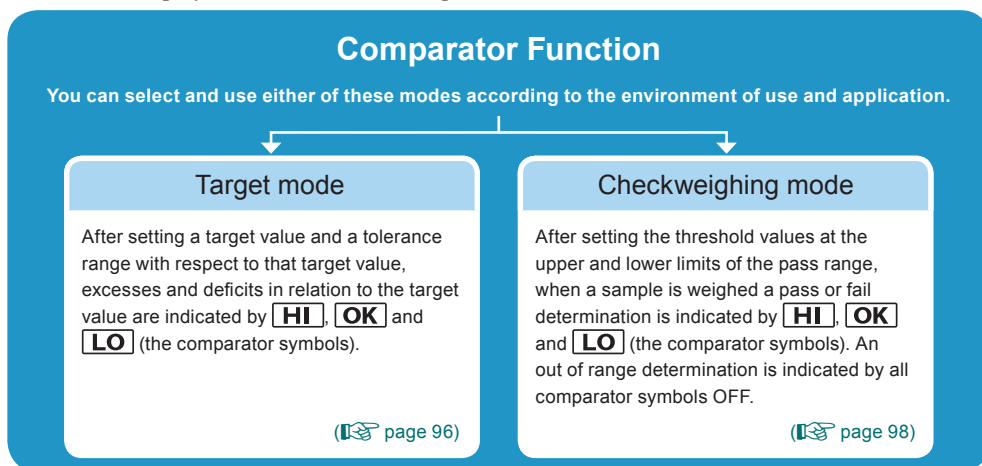 Comparator Function
You can select and use either of these modes according to the environment of use and application.
Target mode
After setting a target value and a tolerance
range with respect to that target value,
excesses and deficits in relation to the target
value are indicated by HI, OK and
LO (the comparator symbols).
(page 96)
Checkweighing mode
After setting the threshold values at the
upper and lower limits of the pass range,
when a sample is weighed a pass or fail
determination is indicated by HI, OK
and LO (the comparator symbols). An
out of range determination is indicated by all
comparator symbols OFF.
(page 98)